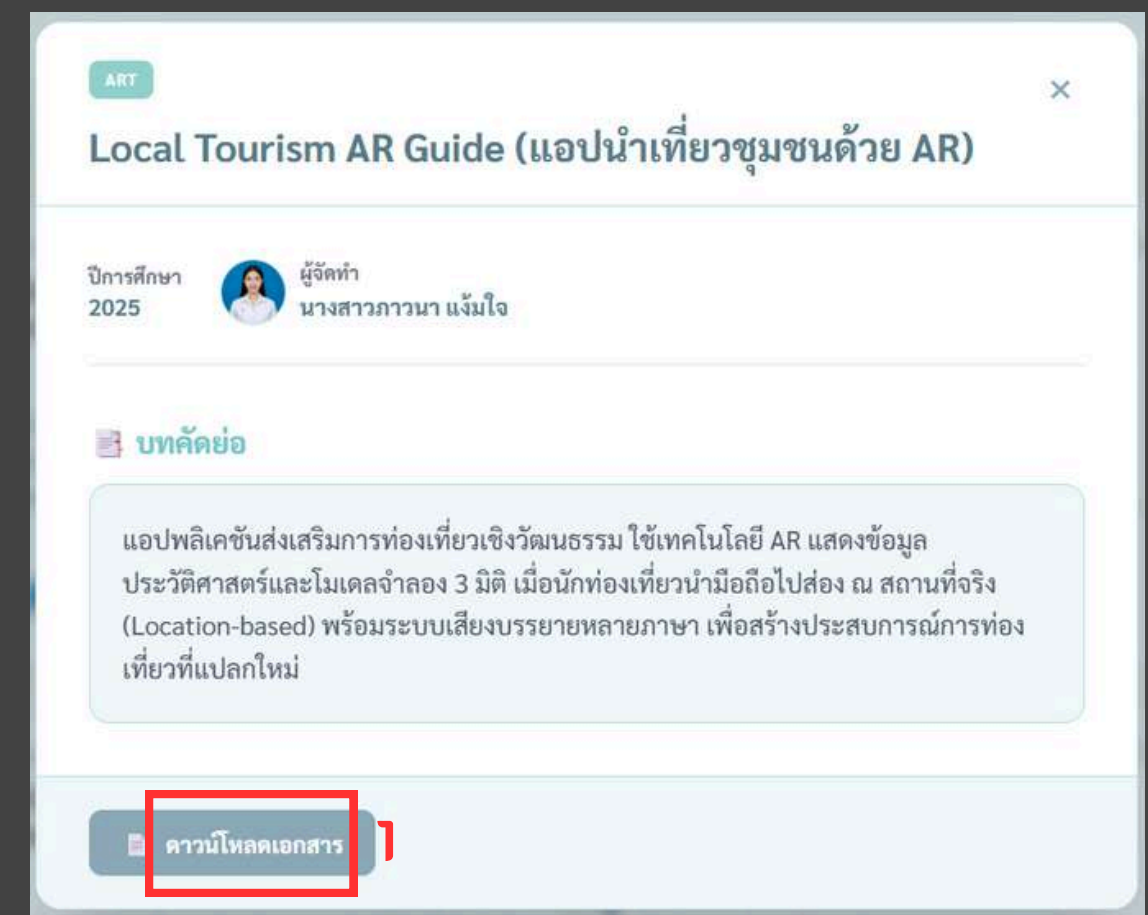 ART
×
Local Tourism AR Guide (แอปนำเที่ยวชุมชนด้วย AR)
ปีการศึกษา
2025
ผู้จัดทำ
นางสาวภาวนา แง้มใจ
บทคัดย่อ
แอปพลิเคชันส่งเสริมการท่องเที่ยวเชิงวัฒนธรรม ใช้เทคโนโลยี AR แสดงข้อมูล
ประวัติศาสตร์และโมเดลจำลอง 3 มิติ เมื่อนักท่องเที่ยวนำมือถือไปส่อง ณ สถานที่จริง
(Location-based) พร้อมระบบเสียงบรรยายหลายภาษา เพื่อสร้างประสบการณ์การท่อง
เที่ยวที่แปลกใหม่
ดาวน์โหลดเอกสาร